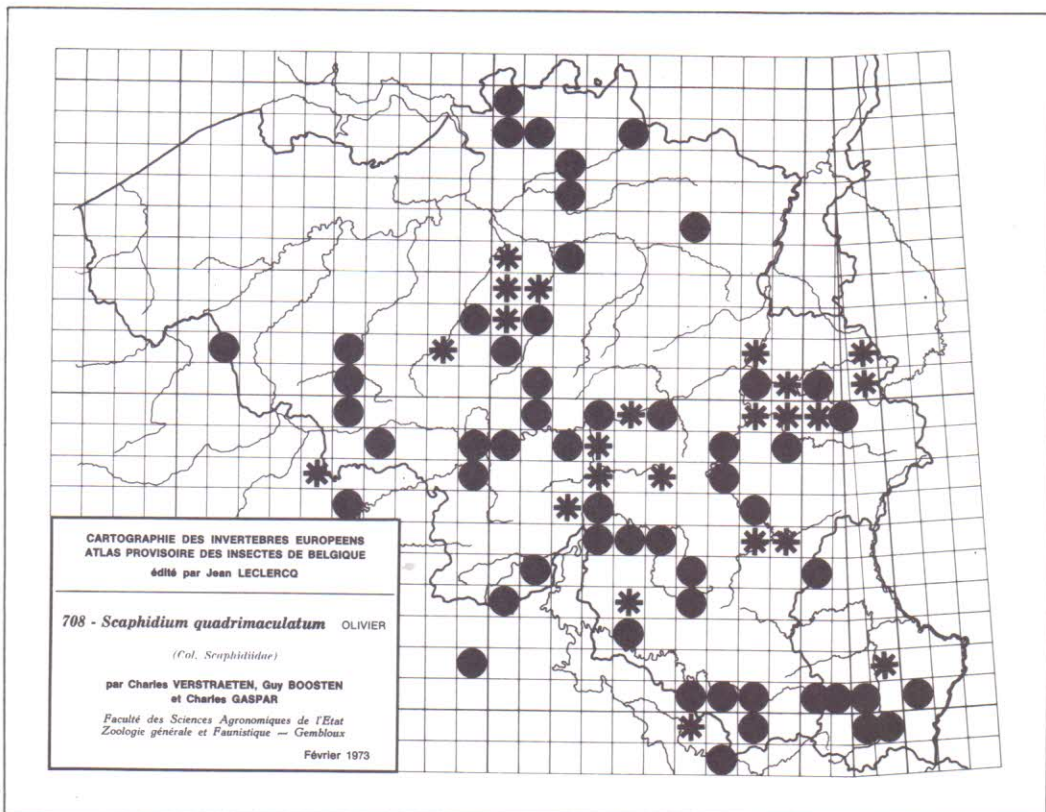 CARTOGRAPHIE DES INVERTEBRES EUROPEENS
ATLAS PROVISOIRE DES INSECTES DE BELGIQUE
édité par Jean LECLERCQ
708 - Scaphidium quadrimaculatum OLIVIER
(Col. Scaphidiidae)
par Charles VERSTRAETEN, Guy BOOSTEN
et Charles GASPAR
Faculté des Sciences Agronomiques de l'Etat
Zoologie générale et Faunistique — Gembloux
Février 1973